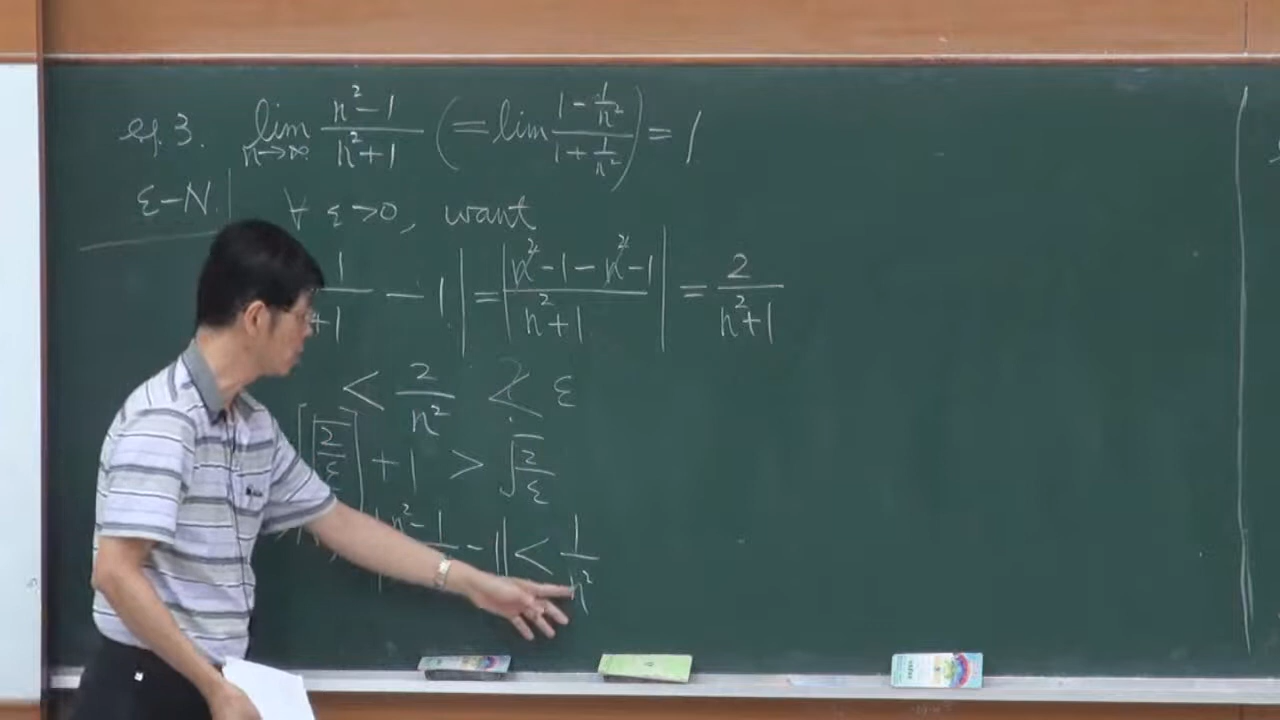 eg. 3. lim n→∞ (n²-1)/(n²+1) (= lim (1 - 1/n²)/(1 + 1/n²)) = 1
ε-N. ∀ ε>0, want
1/+1 - 1| = |(n²-1-n²-1)/(n²+1)| = 2/(n²+1)
< 2/n² <? ε
[√(2/ε)] + 1 > √(2/ε)
|n²-1 - 1| < 1/n²